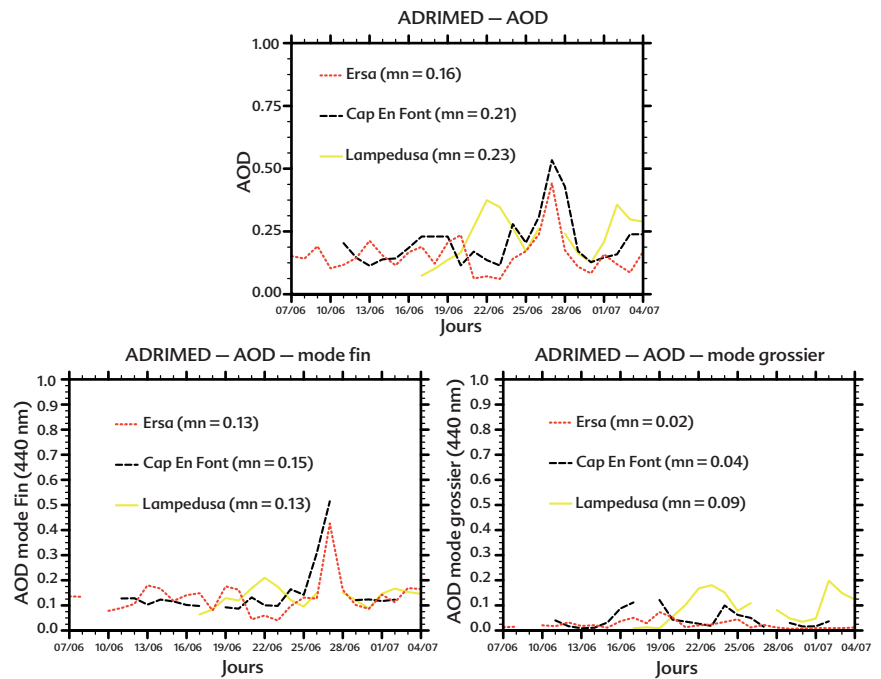 ADRIMED — AOD
1.00
0.75
0.50
0.25
0.00
AOD
Ersa (mn = 0.16)
Cap En Font (mn = 0.21)
Lampedusa (mn = 0.23)
07/06 10/06 13/06 16/06 19/06 22/06 25/06 28/06 01/07 04/07
Jours
ADRIMED — AOD — mode fin
1.0
0.9
0.8
0.7
0.6
0.5
0.4
0.3
0.2
0.1
0.0
AOD mode Fin (440 nm)
Ersa (mn = 0.13)
Cap En Font (mn = 0.15)
Lampedusa (mn = 0.13)
07/06 10/06 13/06 16/06 19/06 22/06 25/06 28/06 01/07 04/07
Jours
ADRIMED — AOD — mode grossier
1.0
0.9
0.8
0.7
0.6
0.5
0.4
0.3
0.2
0.1
0.0
AOD mode grossier (440 nm)
Ersa (mn = 0.02)
Cap En Font (mn = 0.04)
Lampedusa (mn = 0.09)
07/06 10/06 13/06 16/06 19/06 22/06 25/06 28/06 01/07 04/07
Jours